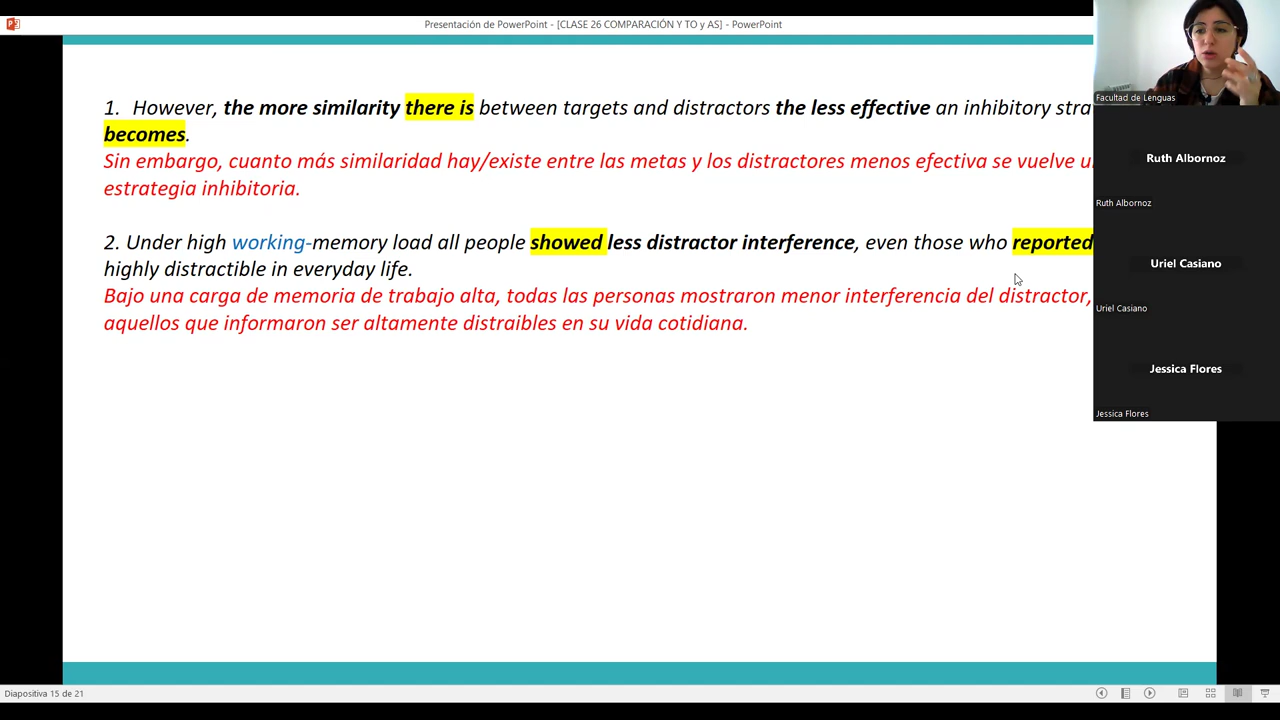 Presentación de PowerPoint - [CLASE 26 COMPARACIÓN Y TO y AS] - PowerPoint
Facultad de Lenguas
1. However, the more similarity there is between targets and distractors the less effective an inhibitory
becomes.
Sin embargo, cuanto más similaridad hay/existe entre las metas y los distractores menos efectiva se vuelve
estrategia inhibitoria.
2. Under high working-memory load all people showed less distractor interference, even those who reported
highly distractible in everyday life.
Bajo una carga de memoria de trabajo alta, todas las personas mostraron menor interferencia del distractor,
aquellos que informaron ser altamente distraibles en su vida cotidiana.
Ruth Albornoz
Ruth Albornoz
Uriel Casiano
Uriel Casiano
Jessica Flores
Jessica Flores
Diapositiva 15 de 21